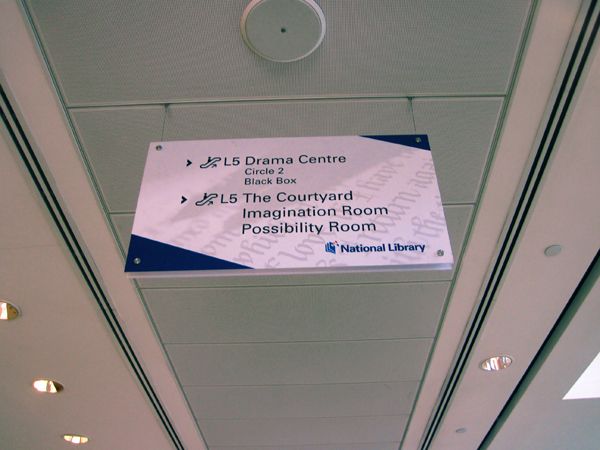 L5 Drama Centre
Circle 2
Black Box
L5 The Courtyard
Imagination Room
Possibility Room
National Library